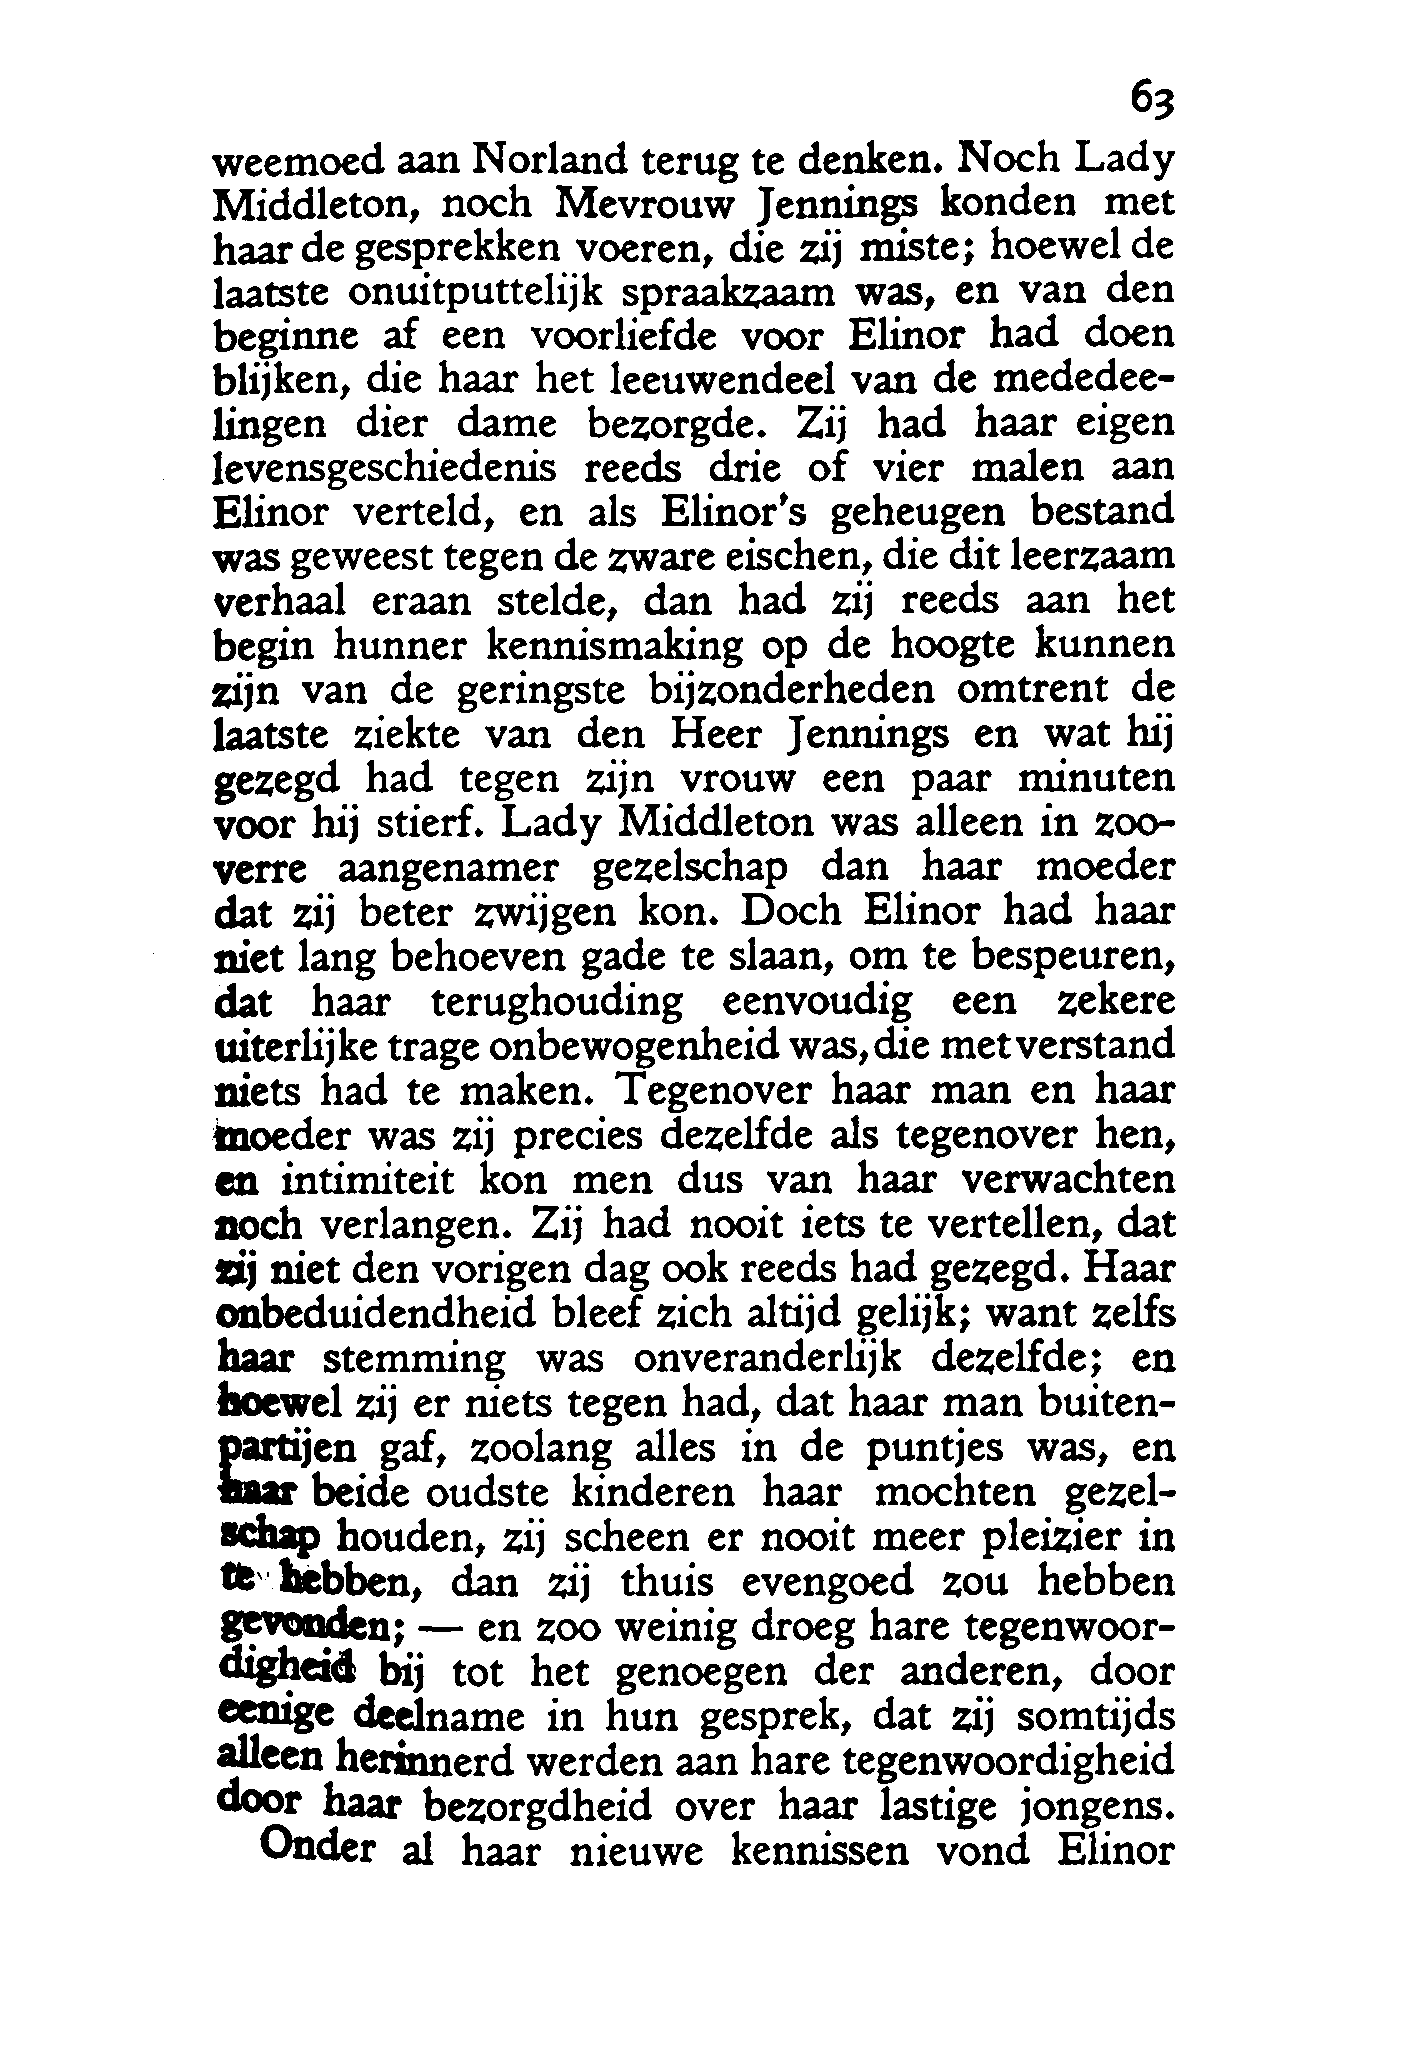 63
weemoed aan Norland terug te denken. Noch Lady
Middleton, noch Mevrouw Jennings konden met
haar de gesprekken voeren, die zij miste; hoewel de
laatste onuitputtelijk spraakzaam was, en van den
beginne af een voorliefde voor Elinor had doen
blijken, die haar het leeuwendeel van de mededee-
lingen dier dame bezorgde. Zij had haar eigen
levensgeschiedenis reeds drie of vier malen aan
Elinor verteld, en als Elinor's geheugen bestand
was geweest tegen de zware eischen, die dit leerzaam
verhaal eraan stelde, dan had zij reeds aan het
begin hunner kennismaking op de hoogte kunnen
zijn van de geringste bijzonderheden omtrent de
laatste ziekte van den Heer Jennings en wat hij
gezegd had tegen zijn vrouw een paar minuten
voor hij stierf. Lady Middleton was alleen in zoo-
verre aangenamer gezelschap dan haar moeder
dat zij beter zwijgen kon. Doch Elinor had haar
niet lang behoeven gade te slaan, om te bespeuren,
dat haar terughouding eenvoudig een zekere
uiterlijke trage onbewogenheid was, die met verstand
niets had te maken. Tegenover haar man en haar
moeder was zij precies dezelfde als tegenover hen,
en intimiteit kon men dus van haar verwachten
noch verlangen. Zij had nooit iets te vertellen, dat
zij niet den vorigen dag ook reeds had gezegd. Haar
onbeduidendheid bleef zich altijd gelijk; want zelfs
haar stemming was onveranderlijk dezelfde; en
hoewel zij er niets tegen had, dat haar man buiten-
partijen gaf, zoolang alles in de puntjes was, en
haar beide oudste kinderen haar mochten gezel-
schap houden, zij scheen er nooit meer pleizier in
te hebben, dan zij thuis evengoed zou hebben
gevonden; — en zoo weinig droeg hare tegenwoor-
digheid bij tot het genoegen der anderen, door
eenige deelname in hun gesprek, dat zij somtijds
alleen herinnerd werden aan hare tegenwoordigheid
door haar bezorgdheid over haar lastige jongens.
Onder al haar nieuwe kennissen vond Elinor